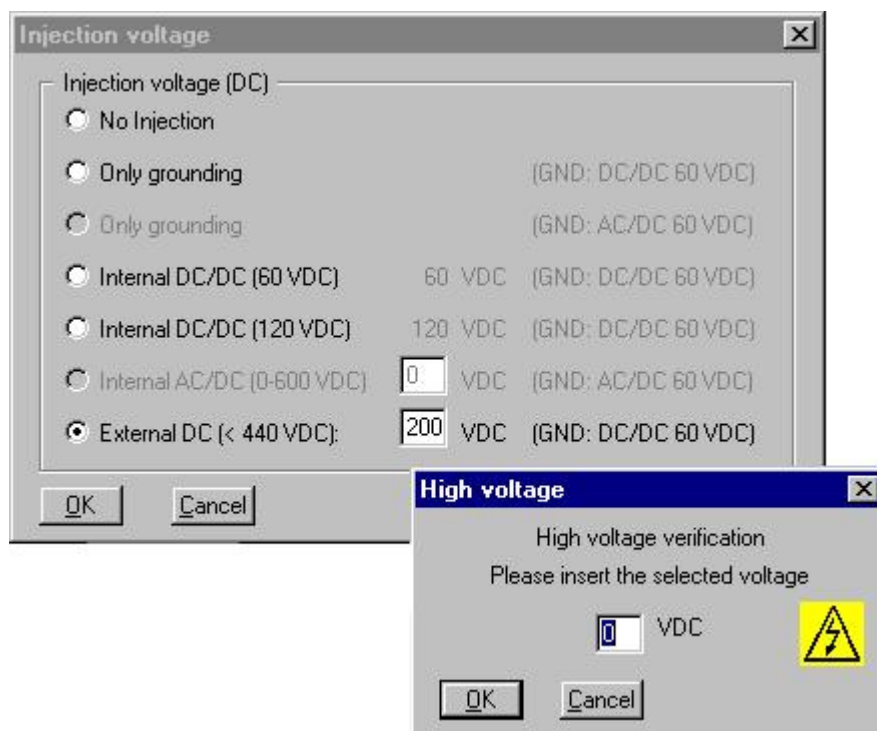 Injection voltage
Injection voltage (DC)
No Injection
Only grounding (GND: DC/DC 60 VDC)
Only grounding (GND: AC/DC 60 VDC)
Internal DC/DC (60 VDC) 60 VDC (GND: DC/DC 60 VDC)
Internal DC/DC (120 VDC) 120 VDC (GND: DC/DC 60 VDC)
Internal AC/DC (0-600 VDC) 0 VDC (GND: AC/DC 60 VDC)
External DC (< 440 VDC): 200 VDC (GND: DC/DC 60 VDC)
OK Cancel
High voltage
High voltage verification
Please insert the selected voltage
0 VDC
OK Cancel